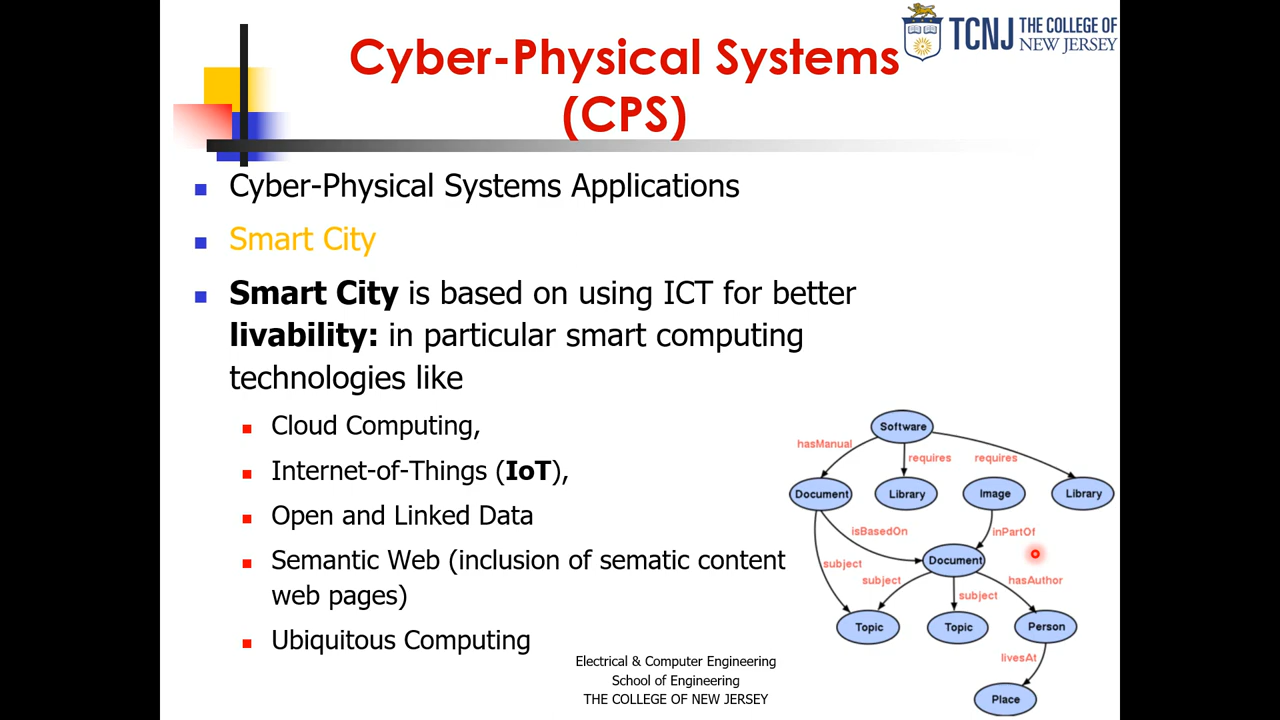 TCNJ THE COLLEGE OF
NEW JERSEY
Cyber-Physical Systems
(CPS)
Cyber-Physical Systems Applications
Smart City
Smart City is based on using ICT for better
livability: in particular smart computing
technologies like
Cloud Computing,
Internet-of-Things (IoT),
Open and Linked Data
Semantic Web (inclusion of sematic content
web pages)
Ubiquitous Computing
Software
hasManual
requires
requires
Document
Library
Image
Library
isBasedOn
inPartOf
Document
subject
subject
subject
hasAuthor
Topic
Topic
Person
livesAt
Place
Electrical & Computer Engineering
School of Engineering
THE COLLEGE OF NEW JERSEY